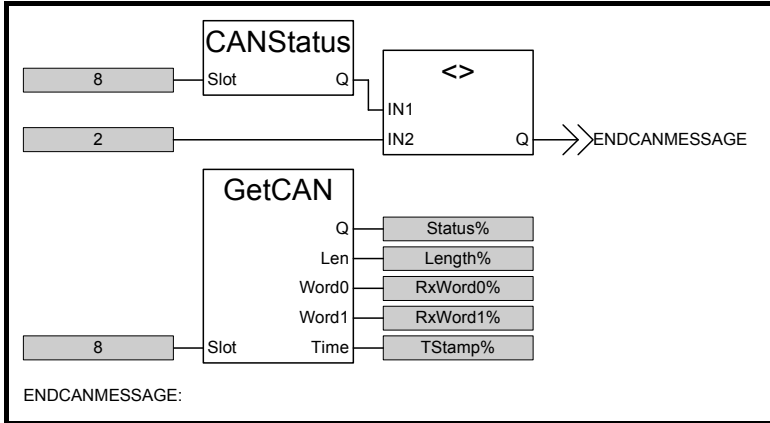 CANStatus
<>
8 Slot Q
IN1
2 IN2 Q ENDCANMESSAGE
GetCAN
Q Status%
Len Length%
Word0 RxWord0%
Word1 RxWord1%
8 Slot Time TStamp%
ENDCANMESSAGE: